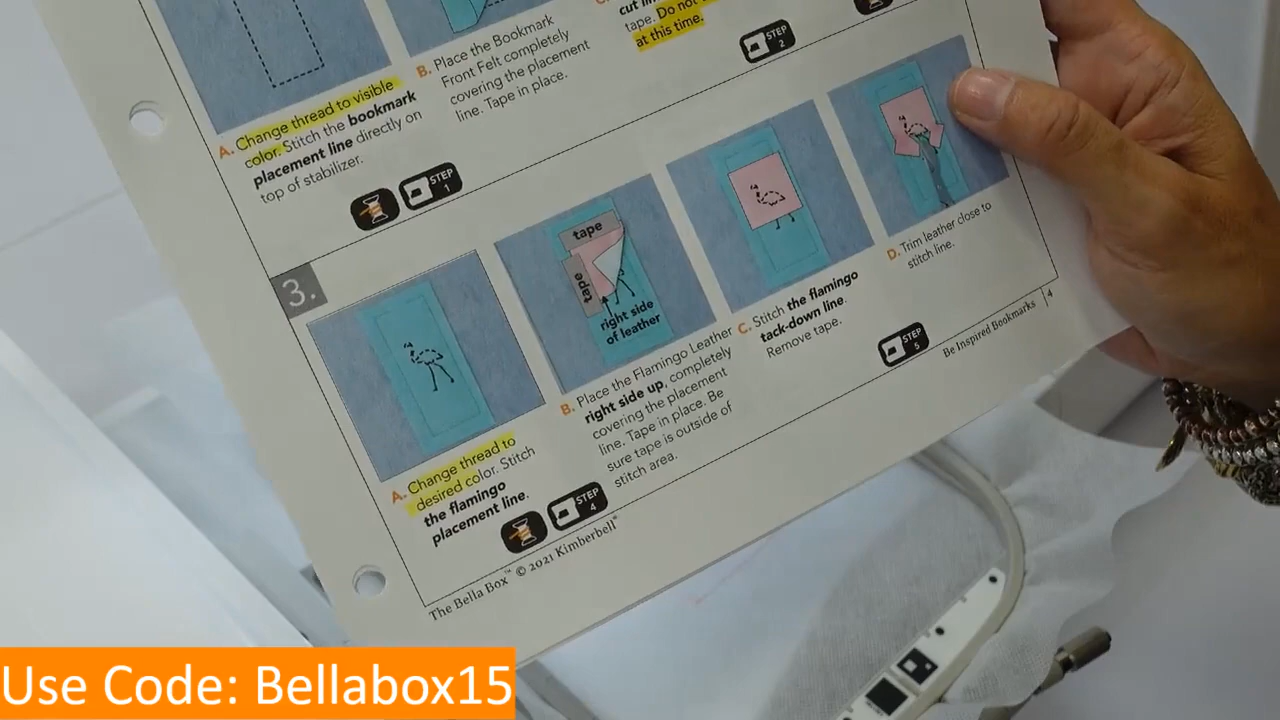 A. Change thread to visible
color. Stitch the bookmark
placement line directly on
top of stabilizer.
STEP
1
B. Place the Bookmark
Front Felt completely
covering the placement
line. Tape in place.
tape. Do not
at this time.
STEP
2
3.
A. Change thread to
desired color. Stitch
the flamingo
placement line.
STEP
4
tape
tape
right side
of leather
B. Place the Flamingo Leather
right side up, completely
covering the placement
line. Tape in place. Be
sure tape is outside of
stitch area.
C. Stitch the flamingo
tack-down line.
Remove tape.
STEP
5
D. Trim leather close to
stitch line.
The Bella Box™ © 2021 Kimberbell®
Be Inspired Bookmarks | 4
Use Code: Bellabox15